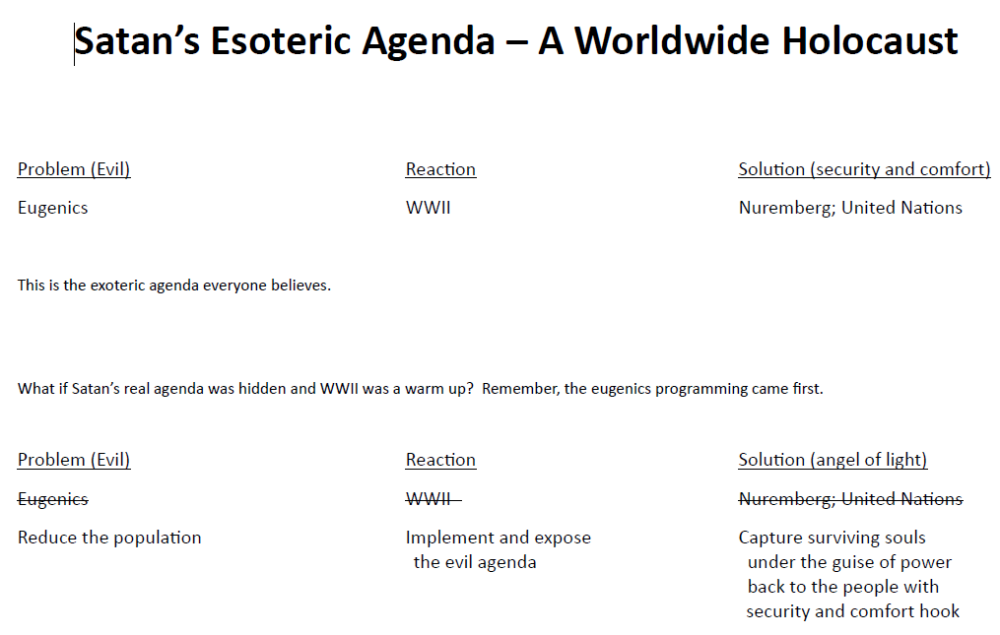 Satan's Esoteric Agenda – A Worldwide Holocaust
Problem (Evil) Reaction Solution (security and comfort)
Eugenics WWII Nuremberg; United Nations
This is the exoteric agenda everyone believes.
What if Satan's real agenda was hidden and WWII was a warm up?  Remember, the eugenics programming came first.
Problem (Evil) Reaction Solution (angel of light)
Eugenics WWII Nuremberg; United Nations
Reduce the population Implement and expose Capture surviving souls
the evil agenda under the guise of power
back to the people with
security and comfort hook